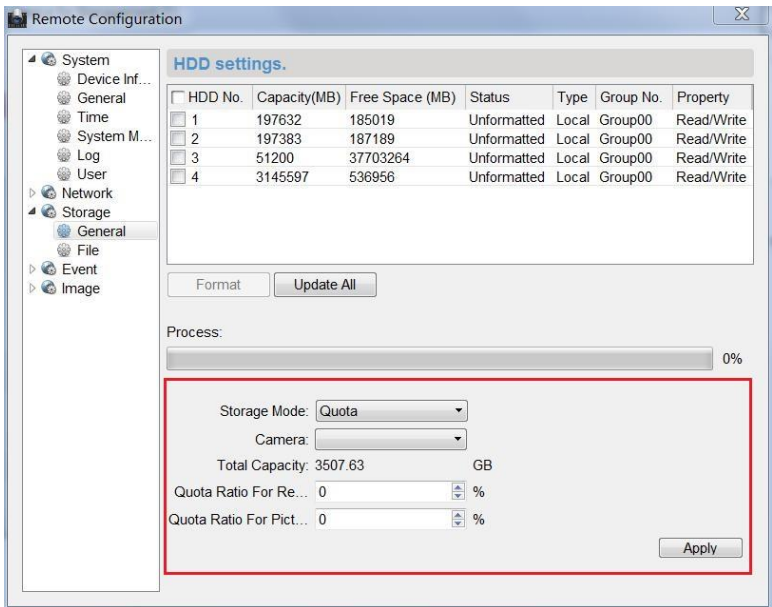 Remote Configuration
System
Device Inf...
General
Time
System M...
Log
User
Network
Storage
General
File
Event
Image
HDD settings.
HDD No. Capacity(MB) Free Space (MB) Status Type Group No. Property
1 197632 185019 Unformatted Local Group00 Read/Write
2 197383 187189 Unformatted Local Group00 Read/Write
3 51200 37703264 Unformatted Local Group00 Read/Write
4 3145597 536956 Unformatted Local Group00 Read/Write
Format Update All
Process:
0%
Storage Mode: Quota
Camera:
Total Capacity: 3507.63 GB
Quota Ratio For Re... 0 %
Quota Ratio For Pict... 0 %
Apply